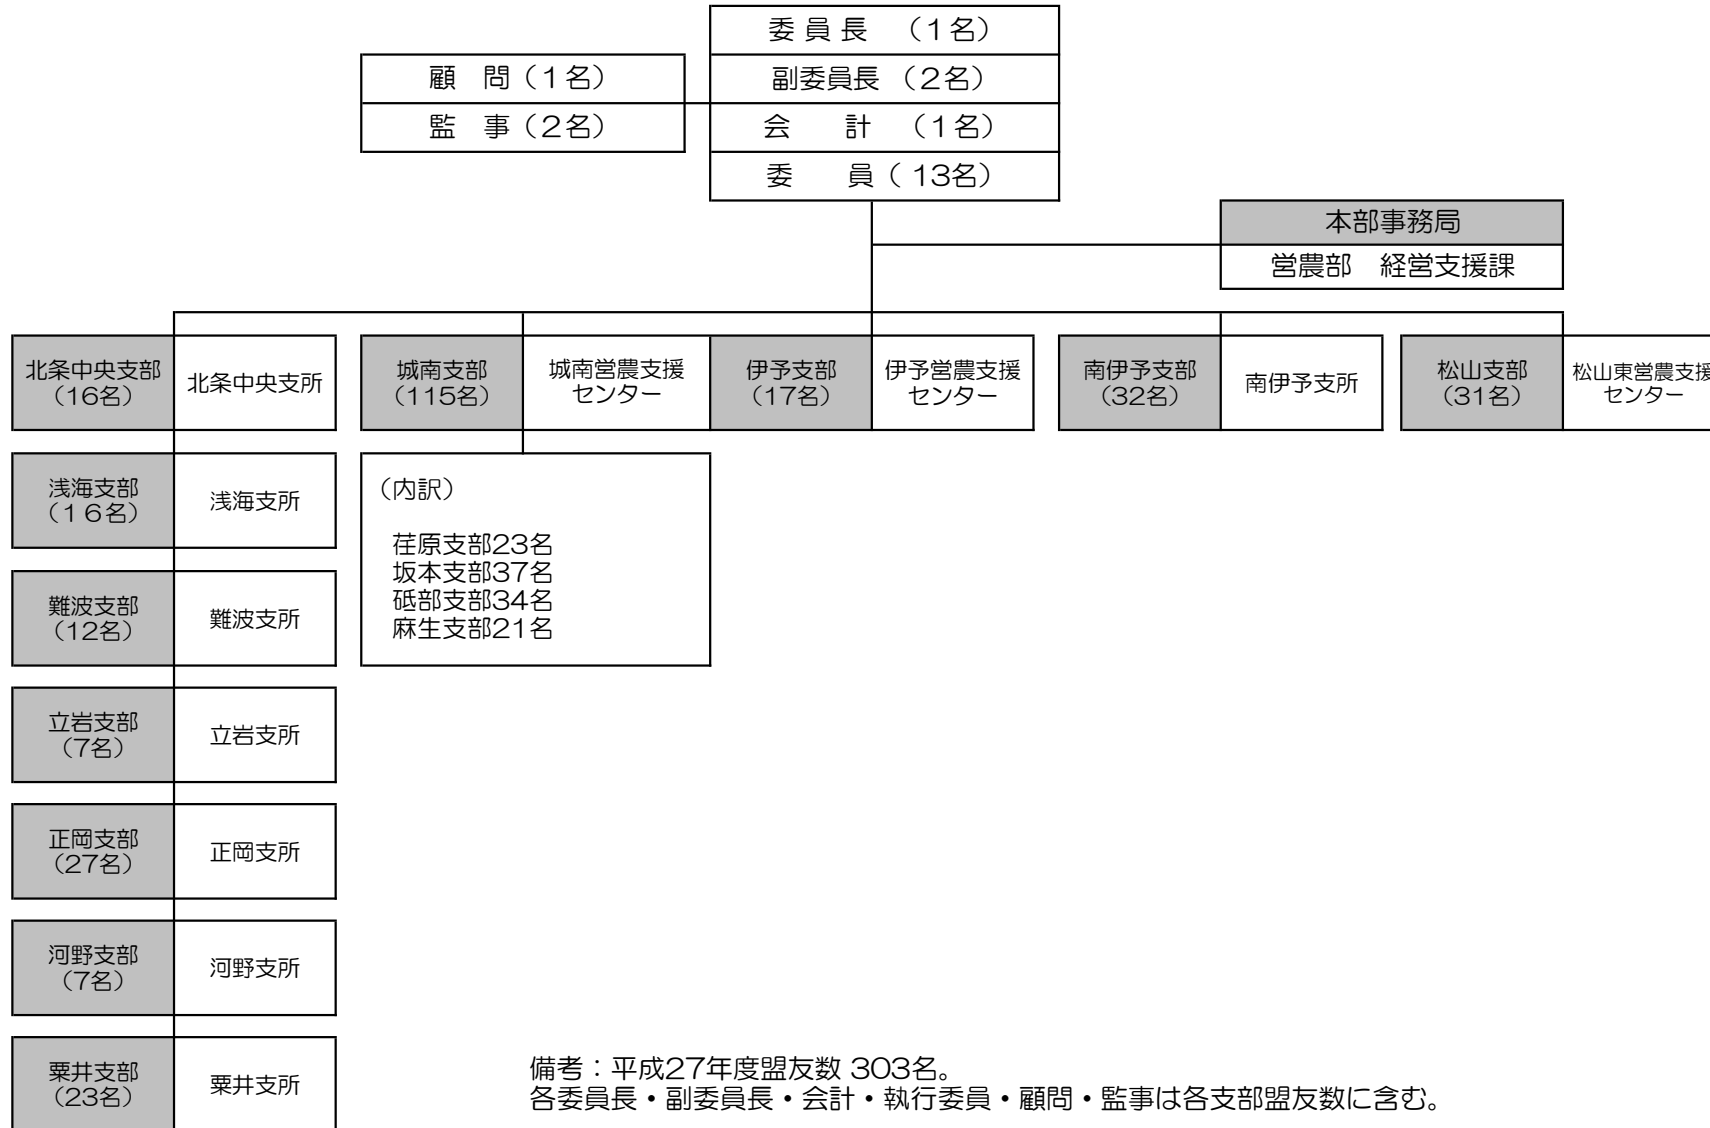 委 員 長　（1名）
顧　問（1名）
副委員長 （2名）
監　事（2名）
会　　計　（1名）
委　　員（ 13名）
本部事務局
営農部　経営支援課
北条中央支部
（16名）
北条中央支所
城南支部
（115名）
城南営農支援
センター
伊予支部
（17名）
伊予営農支援
センター
南伊予支部
（32名）
南伊予支所
松山支部
（31名）
松山東営農支援
センター
浅海支部
（１６名）
浅海支所
（内訳）
荏原支部23名
坂本支部37名
砥部支部34名
麻生支部21名
難波支部
（12名）
難波支所
立岩支部
（7名）
立岩支所
正岡支部
（27名）
正岡支所
河野支部
（7名）
河野支所
粟井支部
（23名）
粟井支所
備考：平成27年度盟友数 303名。
各委員長・副委員長・会計・執行委員・顧問・監事は各支部盟友数に含む。